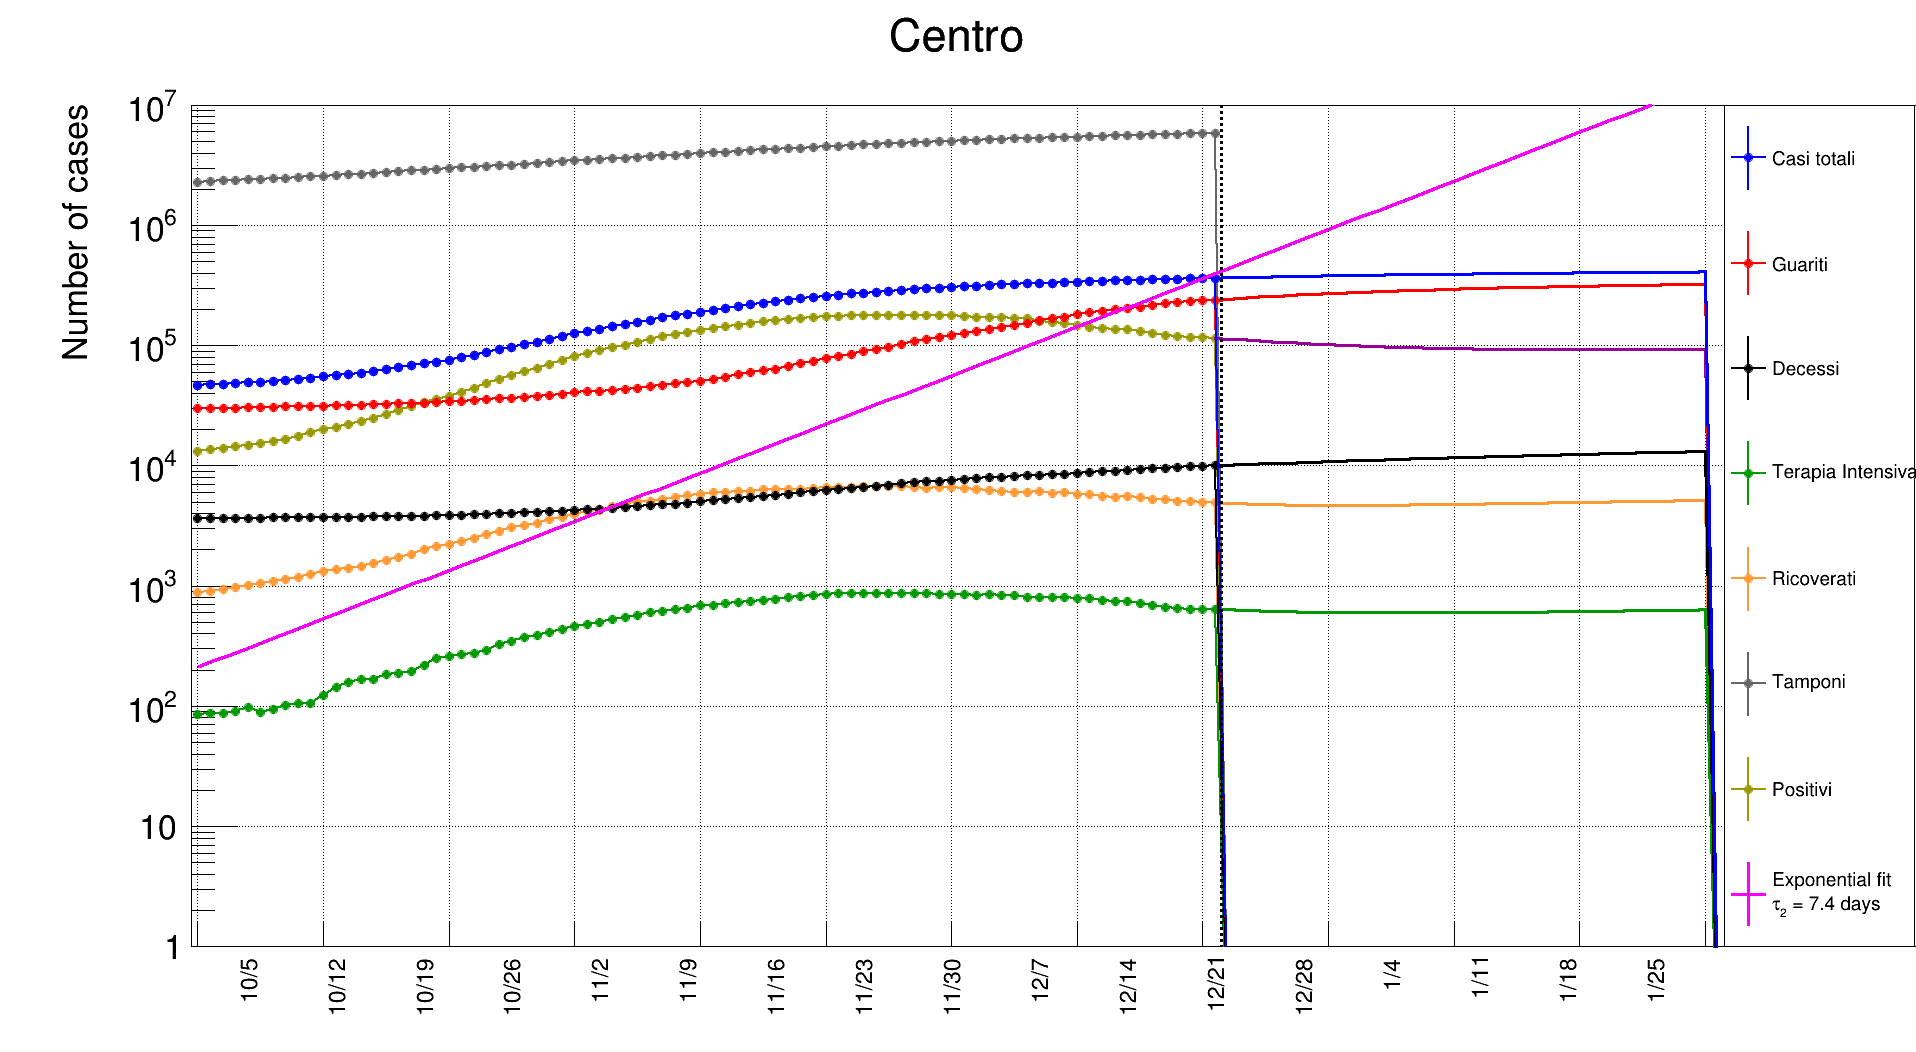 Centro
Number of cases
10^7
10^6
10^5
10^4
10^3
10^2
10
1
10/5
10/12
10/19
10/26
11/2
11/9
11/16
11/23
11/30
12/7
12/14
12/21
12/28
1/4
1/11
1/18
1/25
Casi totali
Guariti
Decessi
Terapia Intensiva
Ricoverati
Tamponi
Positivi
Exponential fit
τ_2 = 7.4 days